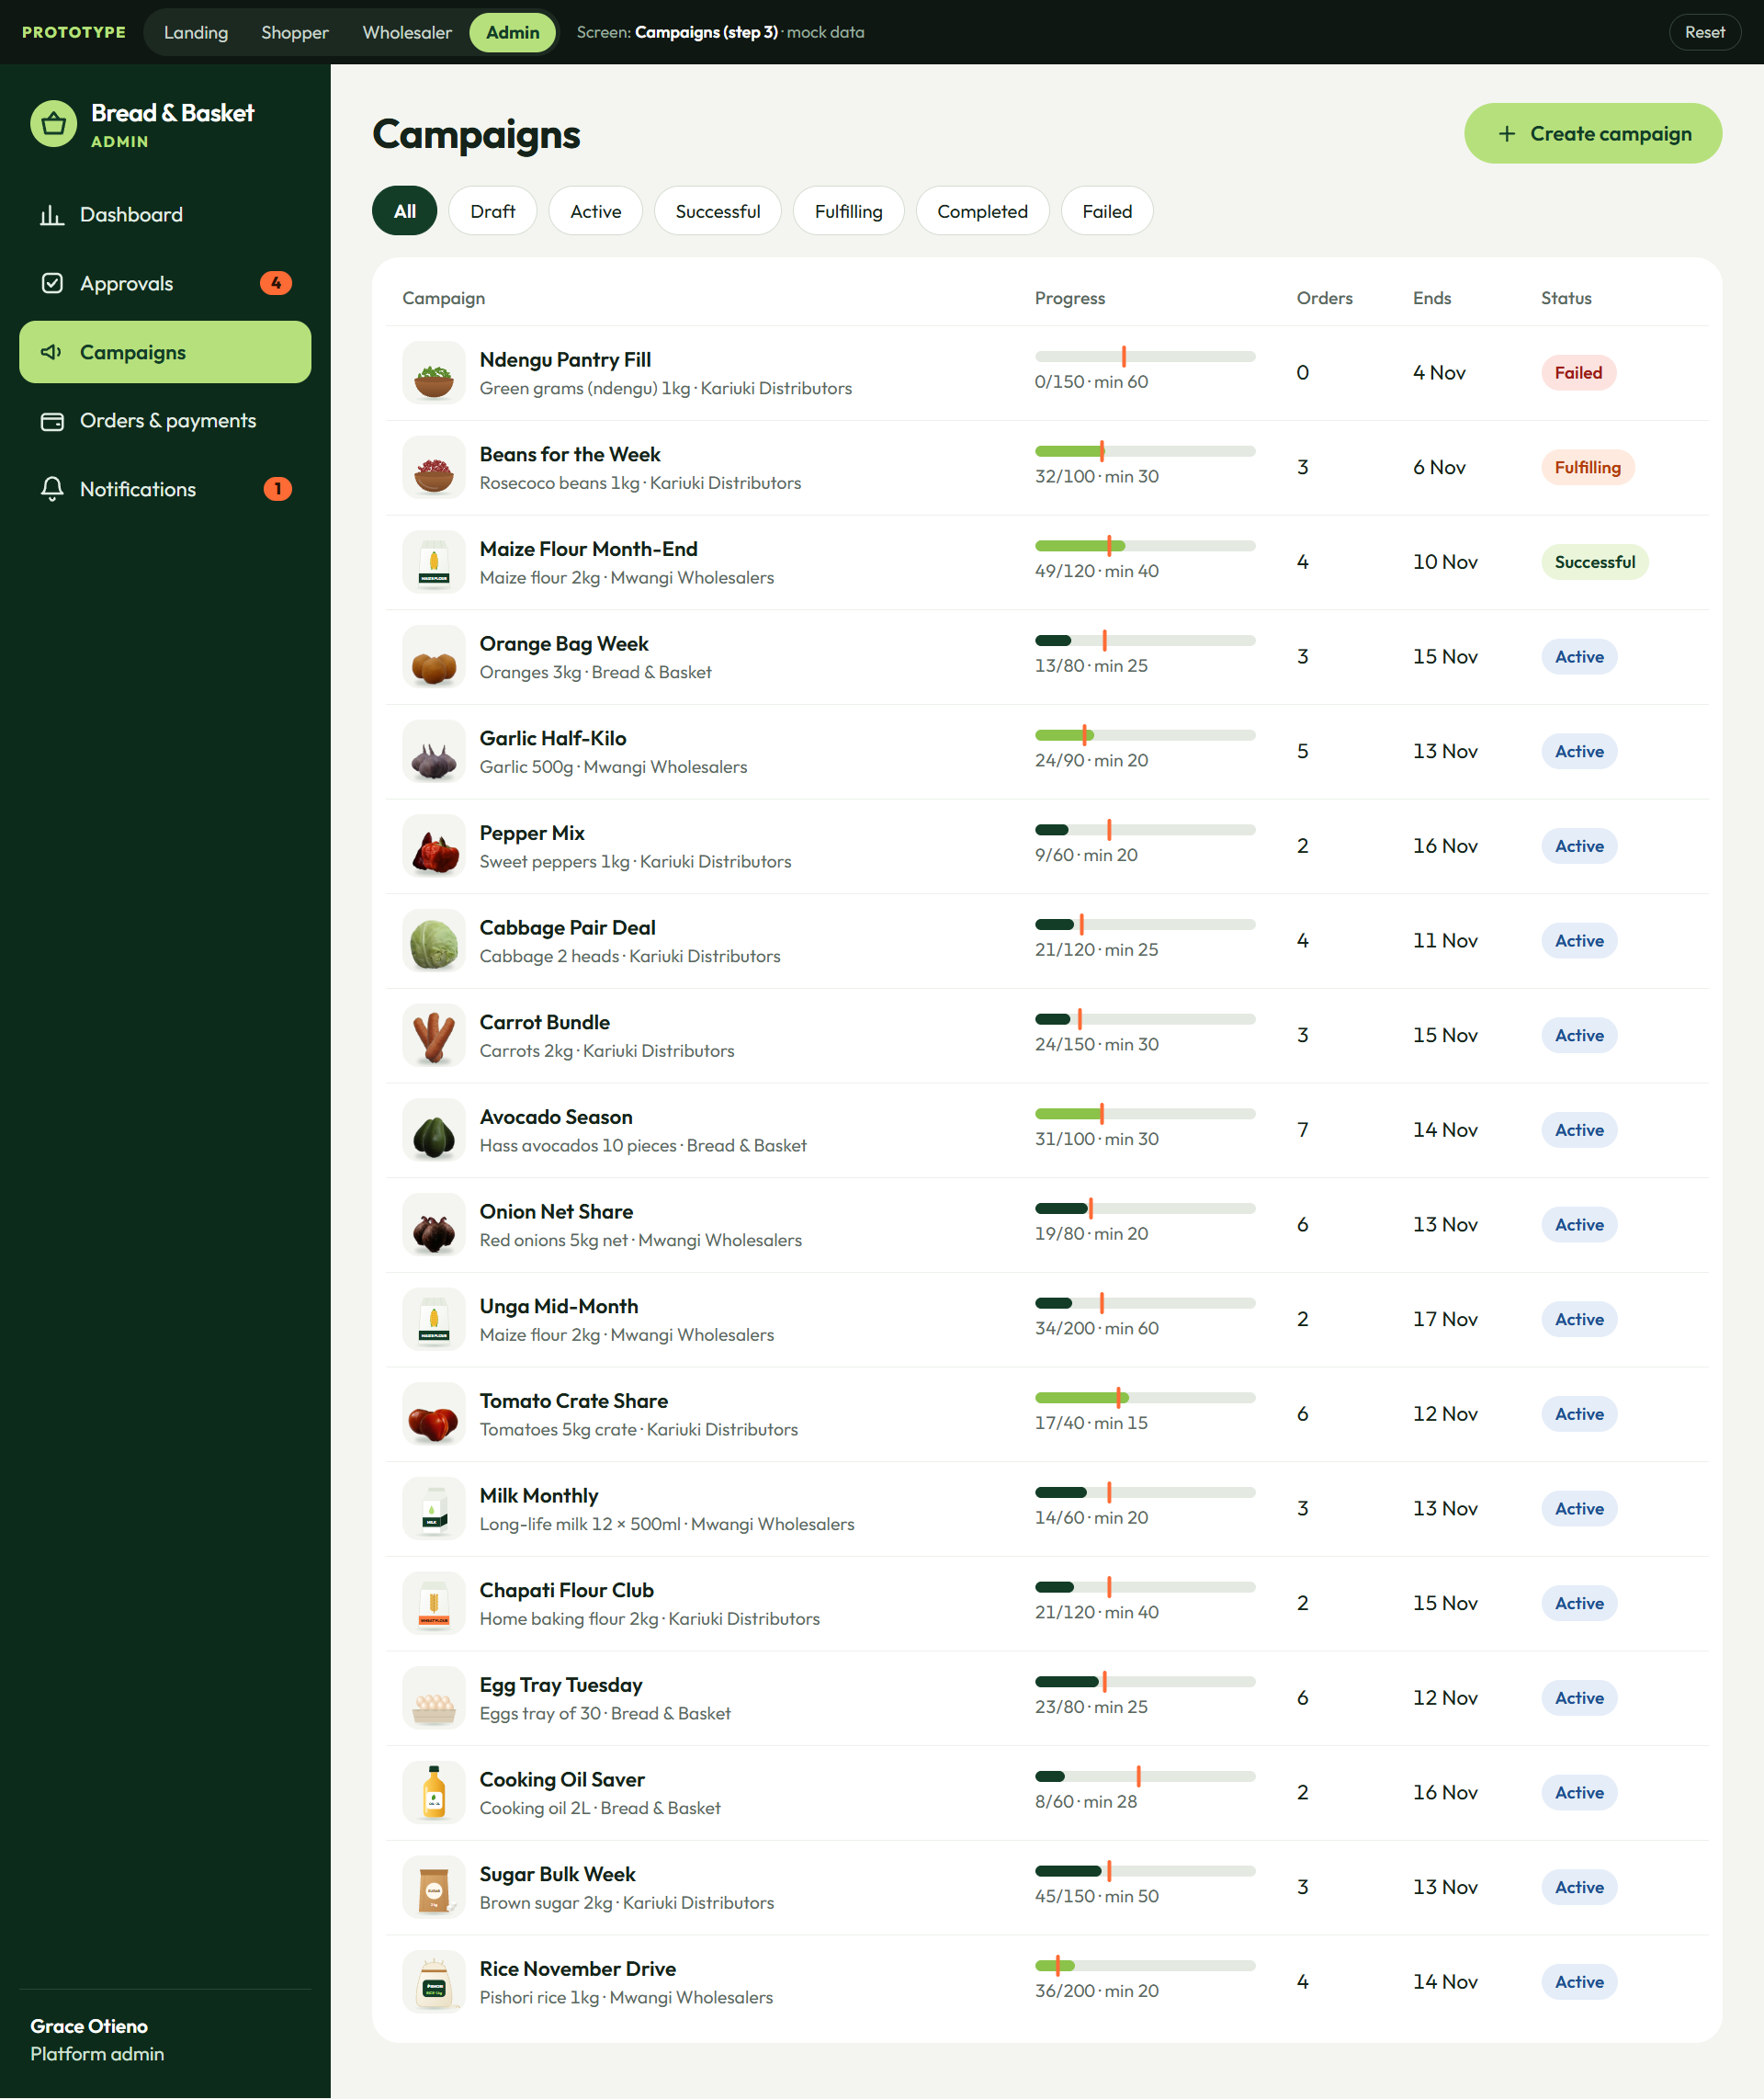 PROTOTYPE
Landing
Shopper
Wholesaler
Admin
Screen: Campaigns (step 3) · mock data
Reset
Bread & Basket
ADMIN
Dashboard
Approvals
4
Campaigns
Orders & payments
Notifications
1
Grace Otieno
Platform admin
Campaigns
+ Create campaign
All
Draft
Active
Successful
Fulfilling
Completed
Failed
Campaign Progress Orders Ends Status
Ndengu Pantry Fill
Green grams (ndengu) 1kg · Kariuki Distributors
0/150 · min 60
0
4 Nov
Failed
Beans for the Week
Rosecoco beans 1kg · Kariuki Distributors
32/100 · min 30
3
6 Nov
Fulfilling
MAIZE FLOUR
Maize Flour Month-End
Maize flour 2kg · Mwangi Wholesalers
49/120 · min 40
4
10 Nov
Successful
Orange Bag Week
Oranges 3kg · Bread & Basket
13/80 · min 25
3
15 Nov
Active
Garlic Half-Kilo
Garlic 500g · Mwangi Wholesalers
24/90 · min 20
5
13 Nov
Active
Pepper Mix
Sweet peppers 1kg · Kariuki Distributors
9/60 · min 20
2
16 Nov
Active
Cabbage Pair Deal
Cabbage 2 heads · Kariuki Distributors
21/120 · min 25
4
11 Nov
Active
Carrot Bundle
Carrots 2kg · Kariuki Distributors
24/150 · min 30
3
15 Nov
Active
Avocado Season
Hass avocados 10 pieces · Bread & Basket
31/100 · min 30
7
14 Nov
Active
Onion Net Share
Red onions 5kg net · Mwangi Wholesalers
19/80 · min 20
6
13 Nov
Active
MAIZE FLOUR
Unga Mid-Month
Maize flour 2kg · Mwangi Wholesalers
34/200 · min 60
2
17 Nov
Active
Tomato Crate Share
Tomatoes 5kg crate · Kariuki Distributors
17/40 · min 15
6
12 Nov
Active
MILK
Milk Monthly
Long-life milk 12 × 500ml · Mwangi Wholesalers
14/60 · min 20
3
13 Nov
Active
WHEAT FLOUR
Chapati Flour Club
Home baking flour 2kg · Kariuki Distributors
21/120 · min 40
2
15 Nov
Active
Egg Tray Tuesday
Eggs tray of 30 · Bread & Basket
23/80 · min 25
6
12 Nov
Active
Cooking Oil Saver
Cooking oil 2L · Bread & Basket
8/60 · min 28
2
16 Nov
Active
SUGAR
Sugar Bulk Week
Brown sugar 2kg · Kariuki Distributors
45/150 · min 50
3
13 Nov
Active
Rice November Drive
Pishori rice 1kg · Mwangi Wholesalers
36/200 · min 20
4
14 Nov
Active